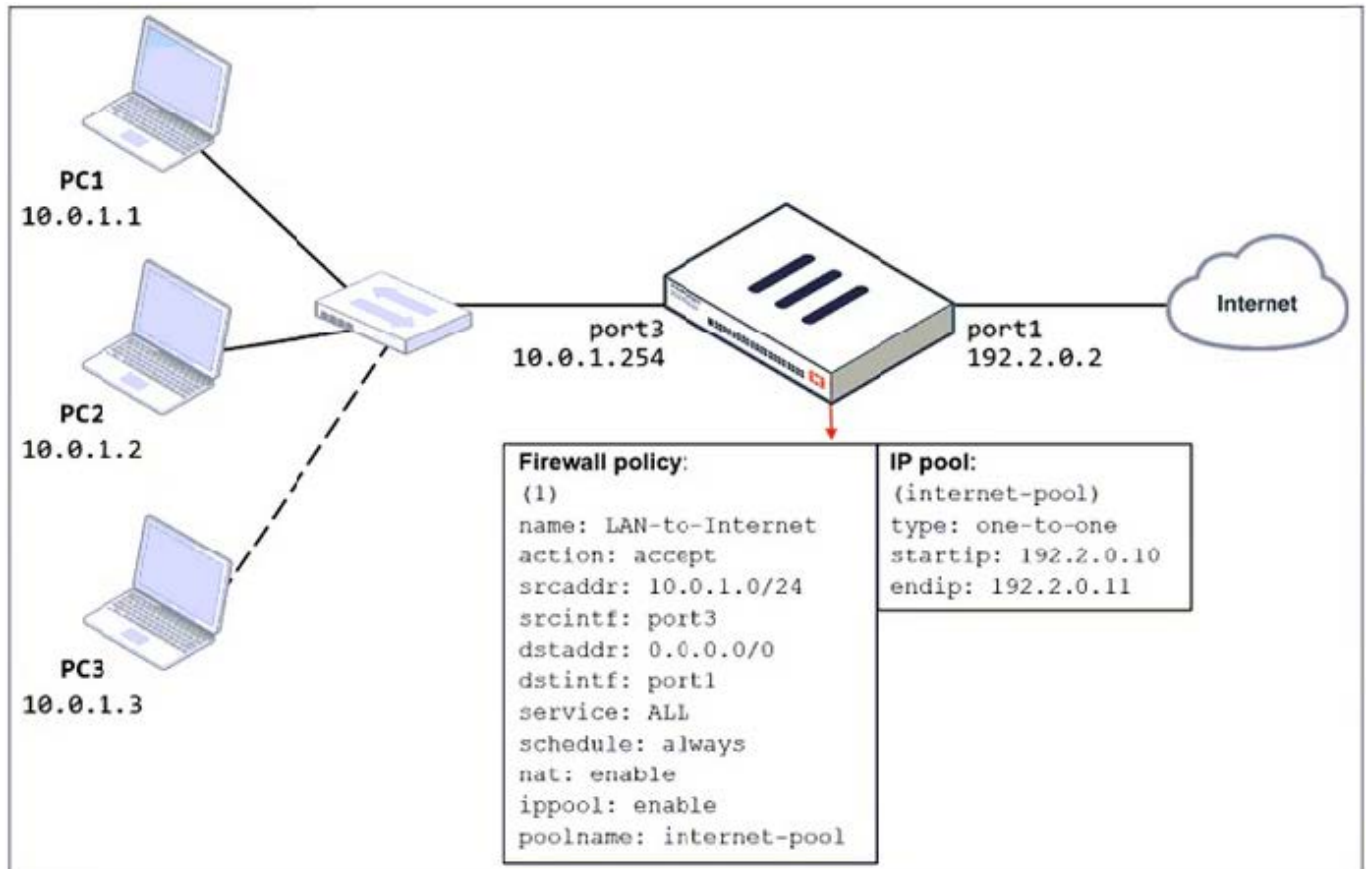 PC1
10.0.1.1
PC2
10.0.1.2
PC3
10.0.1.3
port3
10.0.1.254
port1
192.2.0.2
Internet
Firewall policy:
(1)
name: LAN-to-Internet
action: accept
srcaddr: 10.0.1.0/24
srcintf: port3
dstaddr: 0.0.0.0/0
dstintf: port1
service: ALL
schedule: always
nat: enable
ippool: enable
poolname: internet-pool
IP pool:
(internet-pool)
type: one-to-one
startip: 192.2.0.10
endip: 192.2.0.11